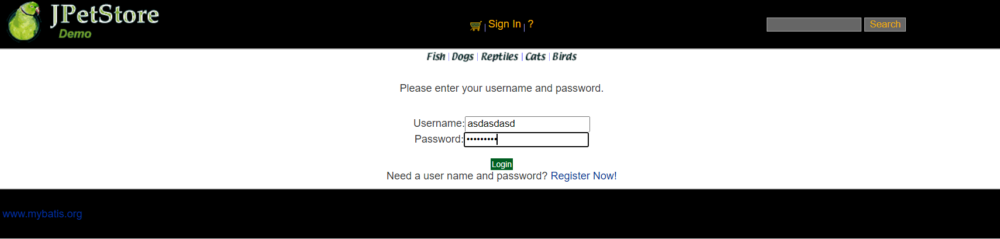 JPetStore
Demo
Sign In | ?
Search
Fish | Dogs | Reptiles | Cats | Birds
Please enter your username and password.
Username: asdasdasd
Password: •••••••••
Login
Need a user name and password? Register Now!
www.mybatis.org